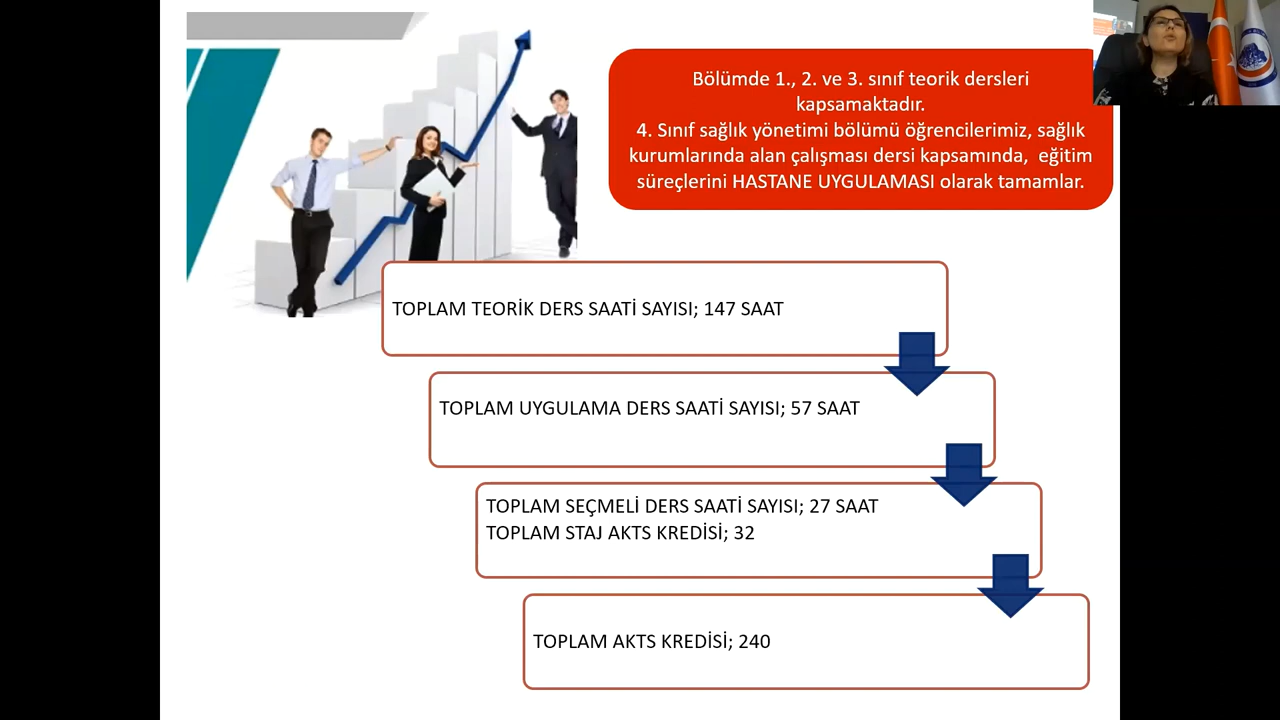 Bölümde 1., 2. ve 3. sınıf teorik dersleri
kapsamaktadır.
4. Sınıf sağlık yönetimi bölümü öğrencilerimiz, sağlık
kurumlarında alan çalışması dersi kapsamında,  eğitim
süreçlerini HASTANE UYGULAMASI olarak tamamlar.
TOPLAM TEORİK DERS SAATİ SAYISI; 147 SAAT
TOPLAM UYGULAMA DERS SAATİ SAYISI; 57 SAAT
TOPLAM SEÇMELİ DERS SAATİ SAYISI; 27 SAAT
TOPLAM STAJ AKTS KREDİSİ; 32
TOPLAM AKTS KREDİSİ; 240